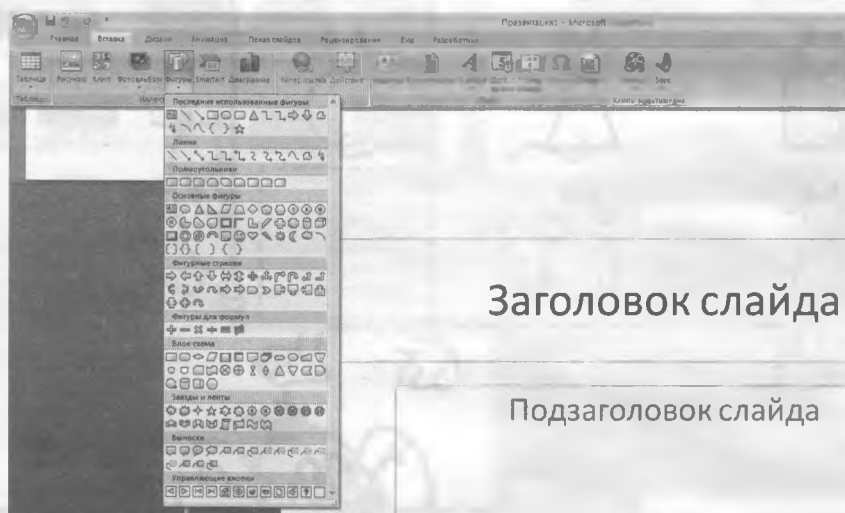 Презентация1 - Microsoft
Главная Вставка Дизайн Анимация Показ слайдов Рецензирование Вид Разработчик
Таблица Рисунок Клип Фотоальбом Фигуры SmartArt Диаграмма Гиперссылка Действие
Таблицы
Клипы мультимедиа
Последние использованные фигуры
Линии
Прямоугольники
Основные фигуры
Фигурные стрелки
Фигуры для формул
Блок-схема
Звезды и ленты
Выноски
Управляющие кнопки
Заголовок слайда
Подзаголовок слайда